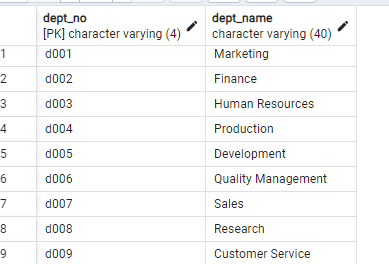 dept_no dept_name
[PK] character varying (4) character varying (40)
1 d001 Marketing
2 d002 Finance
3 d003 Human Resources
4 d004 Production
5 d005 Development
6 d006 Quality Management
7 d007 Sales
8 d008 Research
9 d009 Customer Service